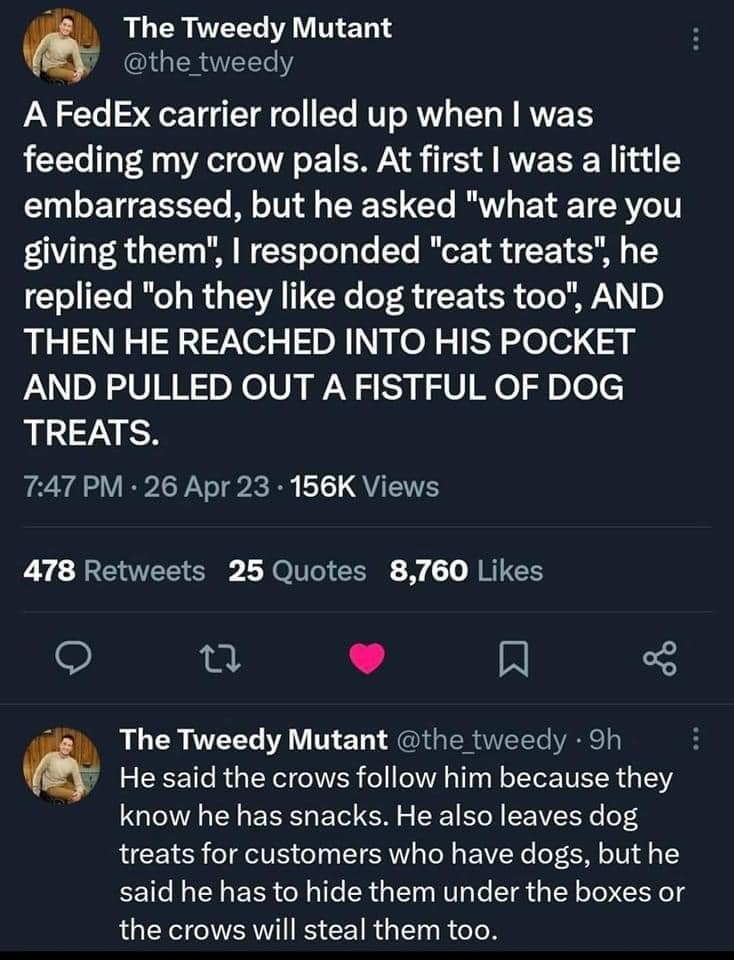 The Tweedy Mutant
@the_tweedy
A FedEx carrier rolled up when I was
feeding my crow pals. At first I was a little
embarrassed, but he asked "what are you
giving them", I responded "cat treats", he
replied "oh they like dog treats too", AND
THEN HE REACHED INTO HIS POCKET
AND PULLED OUT A FISTFUL OF DOG
TREATS.
7:47 PM · 26 Apr 23 · 156K Views
478 Retweets 25 Quotes 8,760 Likes
The Tweedy Mutant @the_tweedy · 9h
He said the crows follow him because they
know he has snacks. He also leaves dog
treats for customers who have dogs, but he
said he has to hide them under the boxes or
the crows will steal them too.